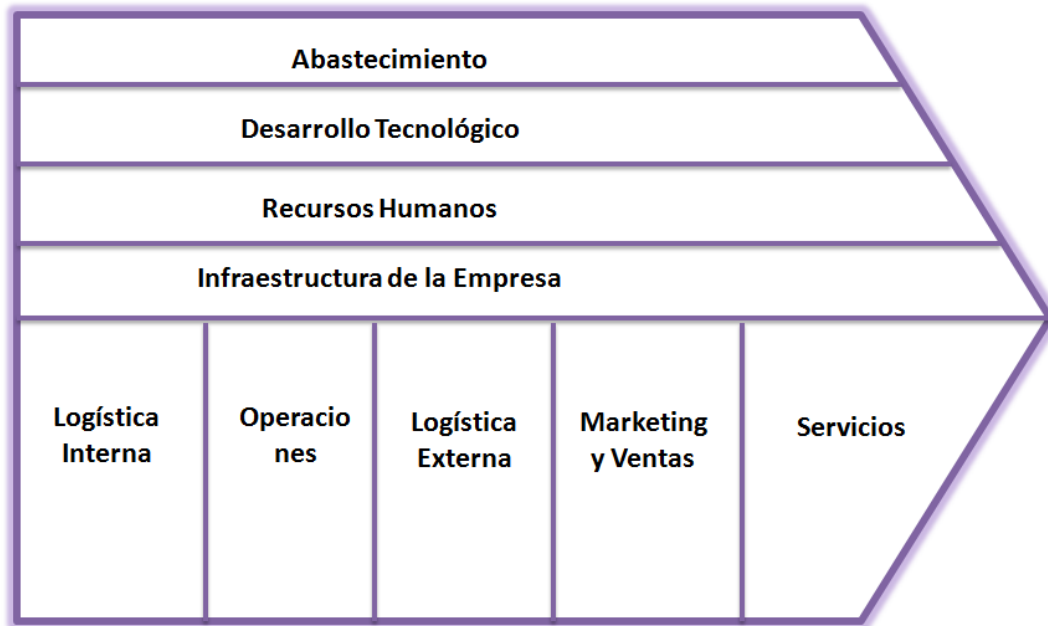 Abastecimiento
Desarrollo Tecnológico
Recursos Humanos
Infraestructura de la Empresa
Logística
Interna
Operacio
nes
Logística
Externa
Marketing
y Ventas
Servicios